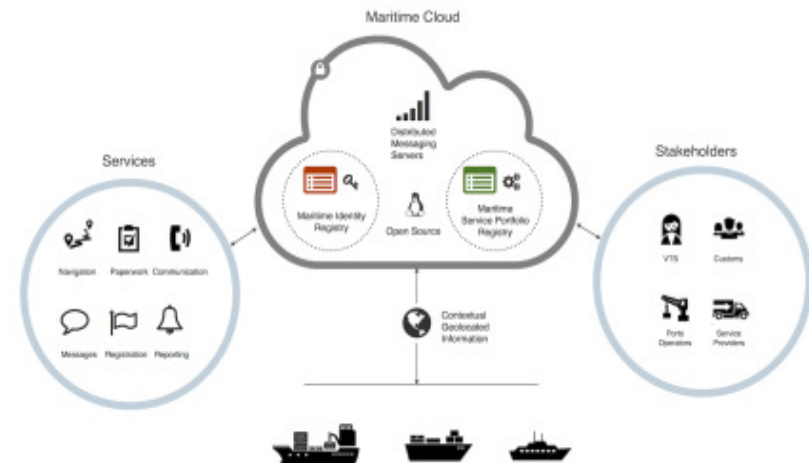 Maritime Cloud
Distributed
Messaging
Servers
Services
Stakeholders
Maritime Identity
Registry
Open Source
Maritime
Service Portfolio
Registry
Navigation
Paperwork
Communication
VTS
Customs
Contextual
Geolocated
Information
Messages
Registration
Reporting
Ports
Operators
Service
Providers